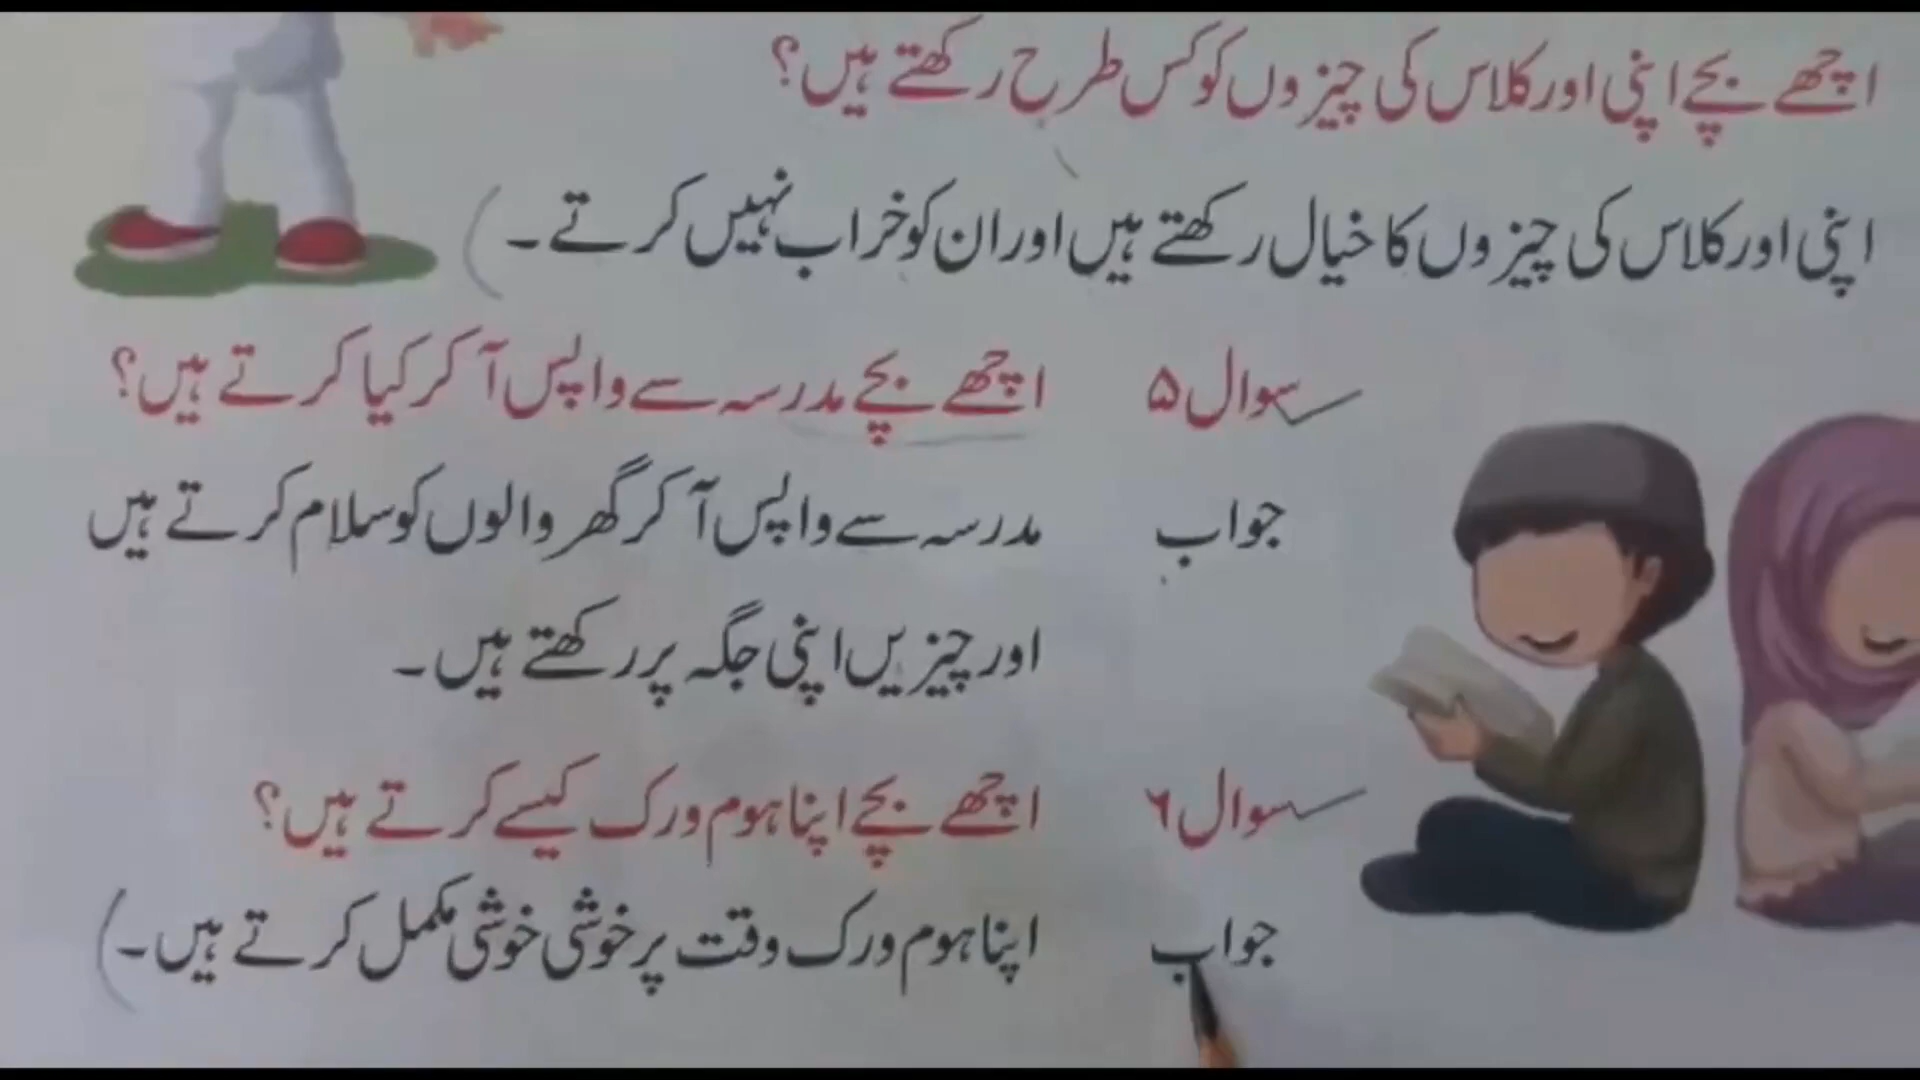 اچھے بچے اپنی اور کلاس کی چیزوں کو کس طرح رکھتے ہیں؟
اپنی اور کلاس کی چیزوں کا خیال رکھتے ہیں اور ان کو خراب نہیں کرتے۔
سوال ۵ اچھے بچے مدرسہ سے واپس آ کر کیا کرتے ہیں؟
جواب مدرسہ سے واپس آ کر گھر والوں کو سلام کرتے ہیں
اور چیزیں اپنی جگہ پر رکھتے ہیں۔
سوال ۶ اچھے بچے اپنا ہوم ورک کیسے کرتے ہیں؟
جواب اپنا ہوم ورک وقت پر خوشی خوشی مکمل کرتے ہیں۔